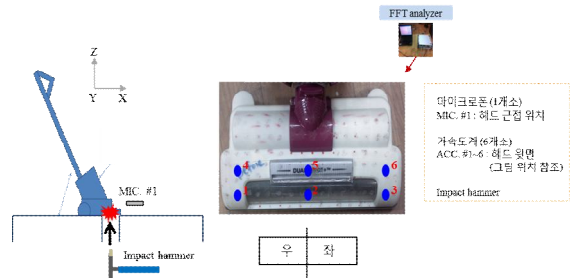 FFT analyzer
Z
Y X
MIC. #1
Impact hammer
4 5 6
DUAL
1 2 3
우 좌
마이크로폰 (1개소)
MIC. #1 : 헤드 근접 위치
가속도계 (6개소)
ACC. #1~6 : 헤드 윗면
(그림 위치 참조)
Impact hammer